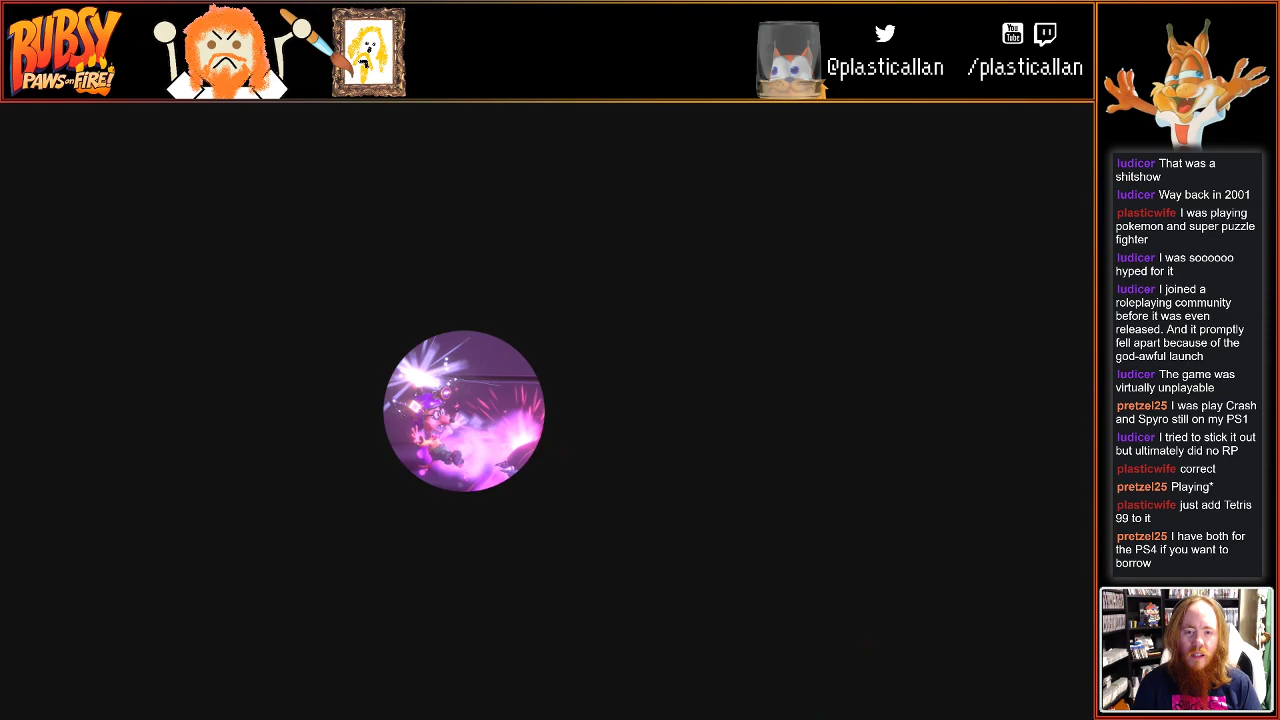 BUBSY
PAWS on FIRE!
@plasticallan
You
Tube
/plasticallan
ludicer That was a
shitshow
ludicer Way back in 2001
plasticwife I was playing
pokemon and super puzzle
fighter
ludicer I was soooooo
hyped for it
ludicer I joined a
roleplaying community
before it was even
released. And it promptly
fell apart because of the
god-awful launch
ludicer The game was
virtually unplayable
pretzel25 I was play Crash
and Spyro still on my PS1
ludicer I tried to stick it out
but ultimately did no RP
plasticwife correct
pretzel25 Playing*
plasticwife just add Tetris
99 to it
pretzel25 I have both for
the PS4 if you want to
borrow